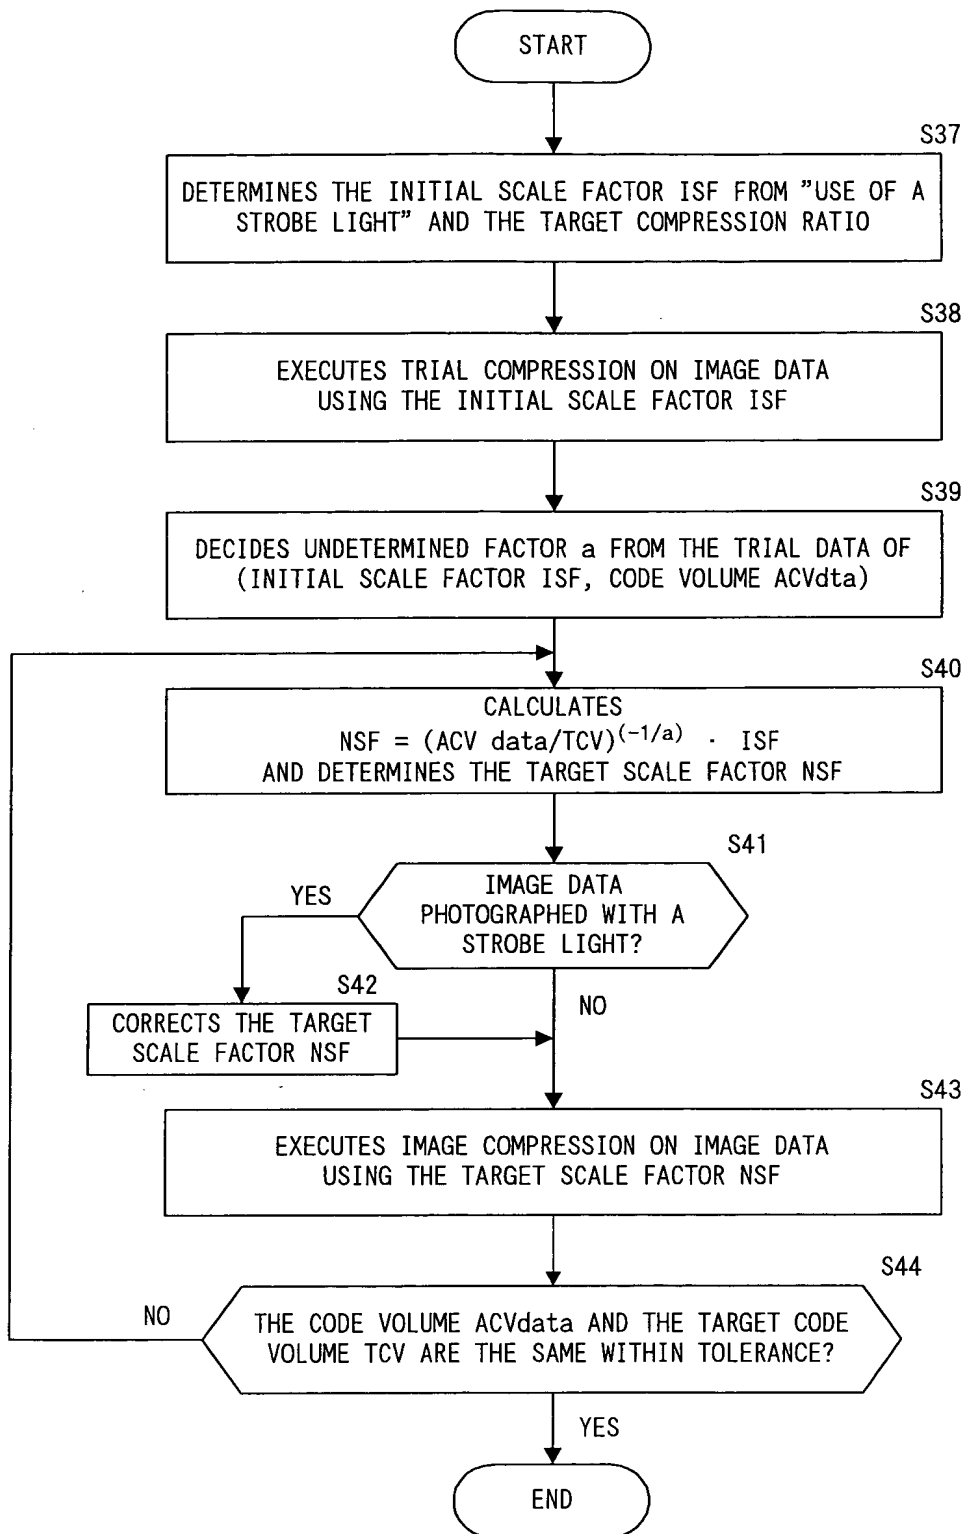 START
S37
DETERMINES THE INITIAL SCALE FACTOR ISF FROM "USE OF A
STROBE LIGHT" AND THE TARGET COMPRESSION RATIO
S38
EXECUTES TRIAL COMPRESSION ON IMAGE DATA
USING THE INITIAL SCALE FACTOR ISF
S39
DECIDES UNDETERMINED FACTOR a FROM THE TRIAL DATA OF
(INITIAL SCALE FACTOR ISF, CODE VOLUME ACVdta)
S40
CALCULATES
NSF = (ACV data/TCV)^(-1/a) · ISF
AND DETERMINES THE TARGET SCALE FACTOR NSF
S41
IMAGE DATA
PHOTOGRAPHED WITH A
STROBE LIGHT?
YES
NO
S42
CORRECTS THE TARGET
SCALE FACTOR NSF
S43
EXECUTES IMAGE COMPRESSION ON IMAGE DATA
USING THE TARGET SCALE FACTOR NSF
S44
THE CODE VOLUME ACVdata AND THE TARGET CODE
VOLUME TCV ARE THE SAME WITHIN TOLERANCE?
NO
YES
END